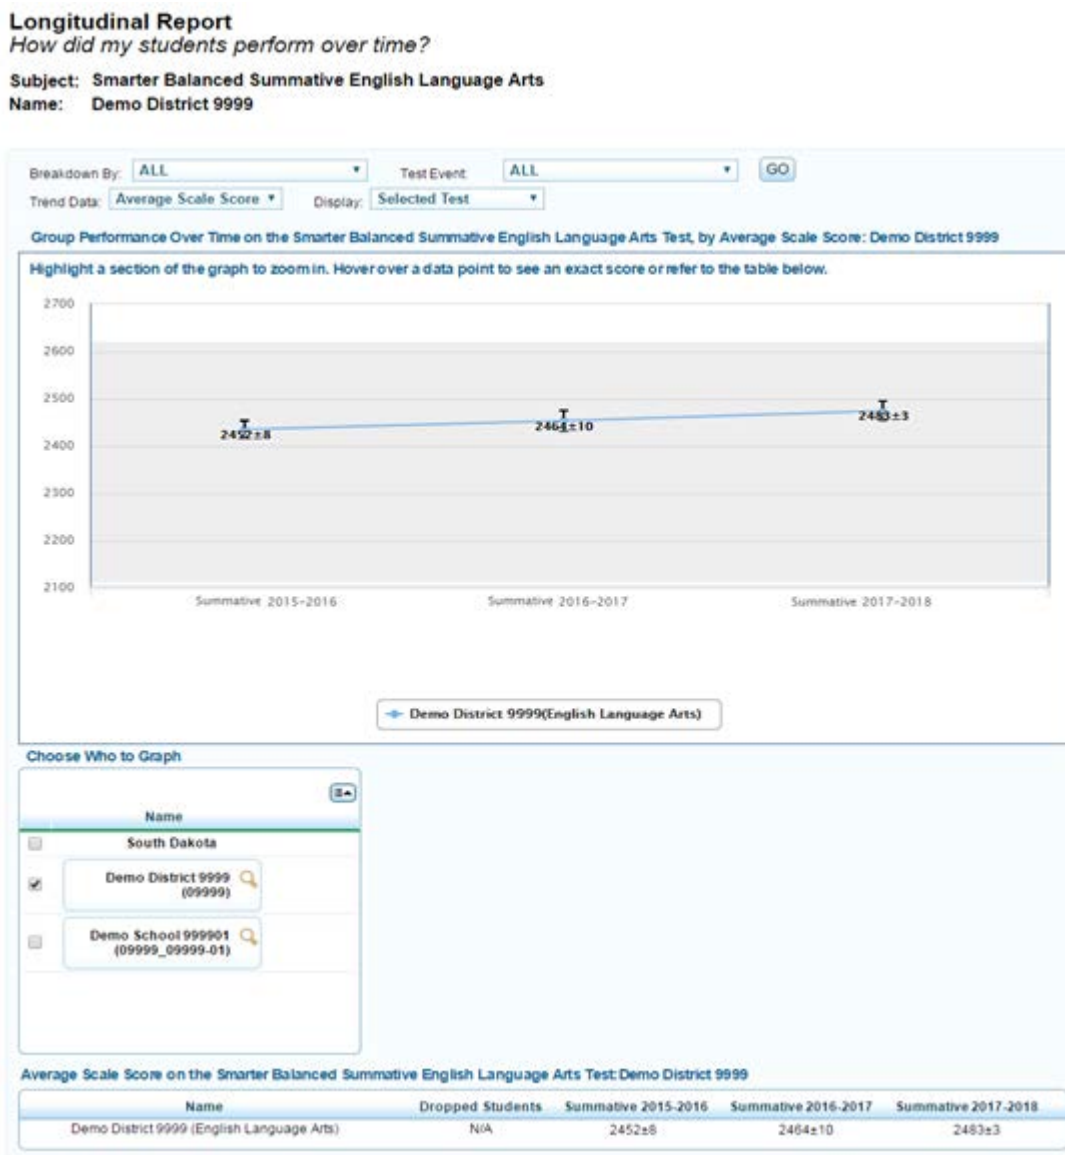 Longitudinal Report
How did my students perform over time?
Subject: Smarter Balanced Summative English Language Arts
Name: Demo District 9999
Breakdown By: ALL Test Event: ALL GO
Trend Data: Average Scale Score Display: Selected Test
Group Performance Over Time on the Smarter Balanced Summative English Language Arts Test, by Average Scale Score: Demo District 9999
Highlight a section of the graph to zoom in. Hover over a data point to see an exact score or refer to the table below.
2700
2600
2500
2400
2300
2200
2100
2452±8
2464±10
2483±3
Summative 2015-2016 Summative 2016-2017 Summative 2017-2018
Demo District 9999(English Language Arts)
Choose Who to Graph
Name
South Dakota
Demo District 9999
(09999)
Demo School 999901
(09999_09999-01)
Average Scale Score on the Smarter Balanced Summative English Language Arts Test: Demo District 9999
Name Dropped Students Summative 2015-2016 Summative 2016-2017 Summative 2017-2018
Demo District 9999 (English Language Arts) N/A 2452±8 2464±10 2483±3